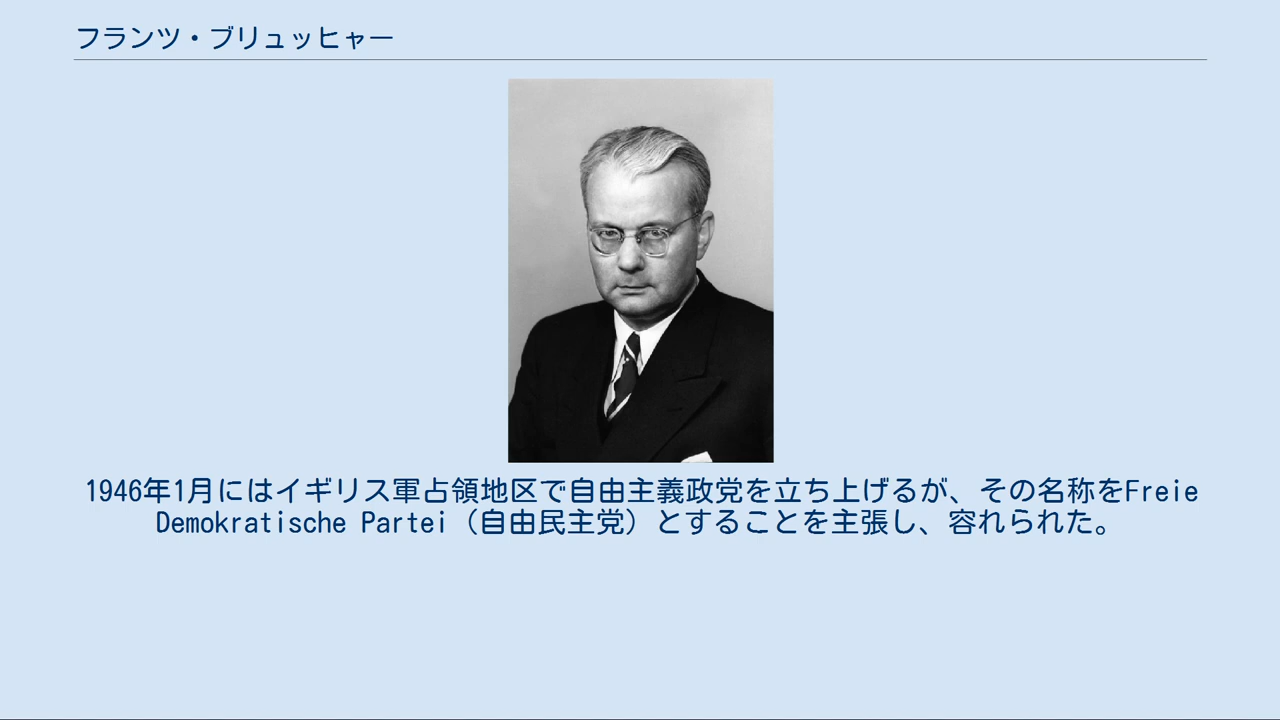 フランツ・ブリュッヒャー
1946年1月にはイギリス軍占領地区で自由主義政党を立ち上げるが、その名称をFreie
Demokratische Partei（自由民主党）とすることを主張し、容れられた。